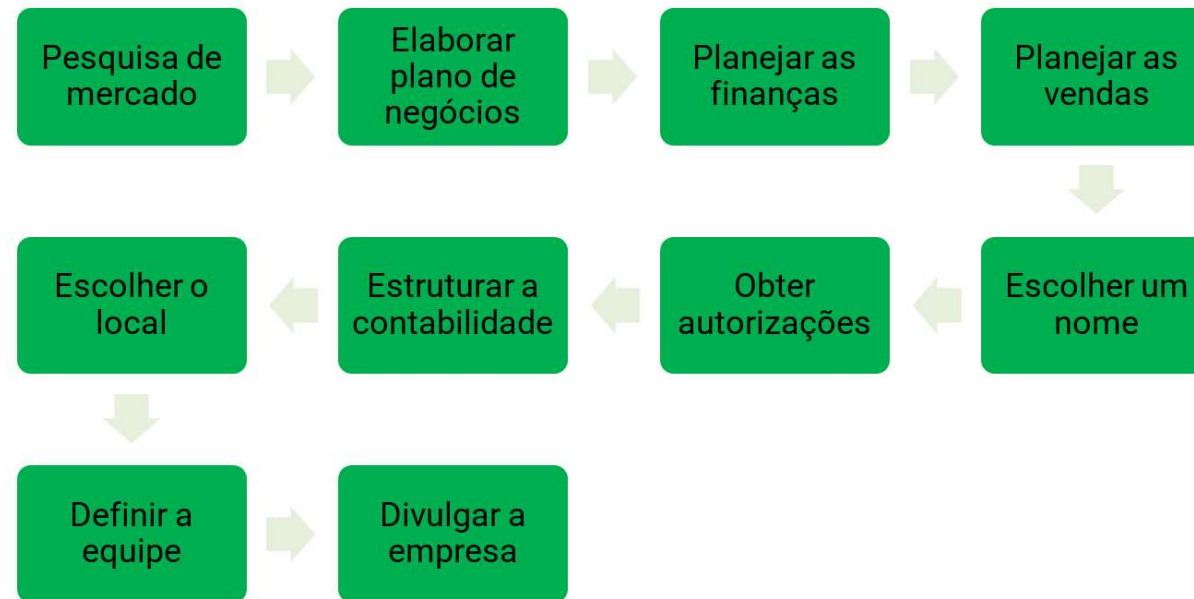 Pesquisa de
mercado
Elaborar
plano de
negócios
Planejar as
finanças
Planejar as
vendas
Escolher um
nome
Obter
autorizações
Estruturar a
contabilidade
Escolher o
local
Definir a
equipe
Divulgar a
empresa